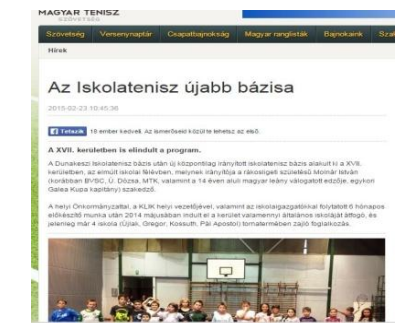 MAGYAR TENISZ
SZÖVETSÉG
Szövetség Versenynaptár Csapatbajnokság Magyar ranglisták Bajnokaink Szak
Hírek
Az Iskolatenisz újabb bázisa
2015-02-23 10:45:36
Tetszik 18 ember kedveli. Az ismerőseid közül te lehetsz az első.
A XVII. kerületben is elindult a program.
A Dunakeszi Iskolatenisz bázis után új központilag irányított iskolatenisz bázis alakult ki a XVII.
kerületben, az elmúlt iskolai félévben, melynek irányítója a rákosligeti születésű Molnár István
(korábban BVSC, Ú. Dózsa, MTK, valamint a 14 éven aluli magyar leány válogatott edzője, egykori
Galea Kupa kapitány) szakedző.
A helyi Önkormányzattal, a KLIK helyi vezetőjével, valamint az iskolaigazgatókkal folytatott 6 hónapos
előkészítő munka után 2014 májusában indult el a kerület valamennyi általános iskoláját átfogó, és
jelenleg már 4 iskola (Újlak, Gregor, Kossuth, Pál Apostol) tornatermében zajló foglalkozás.